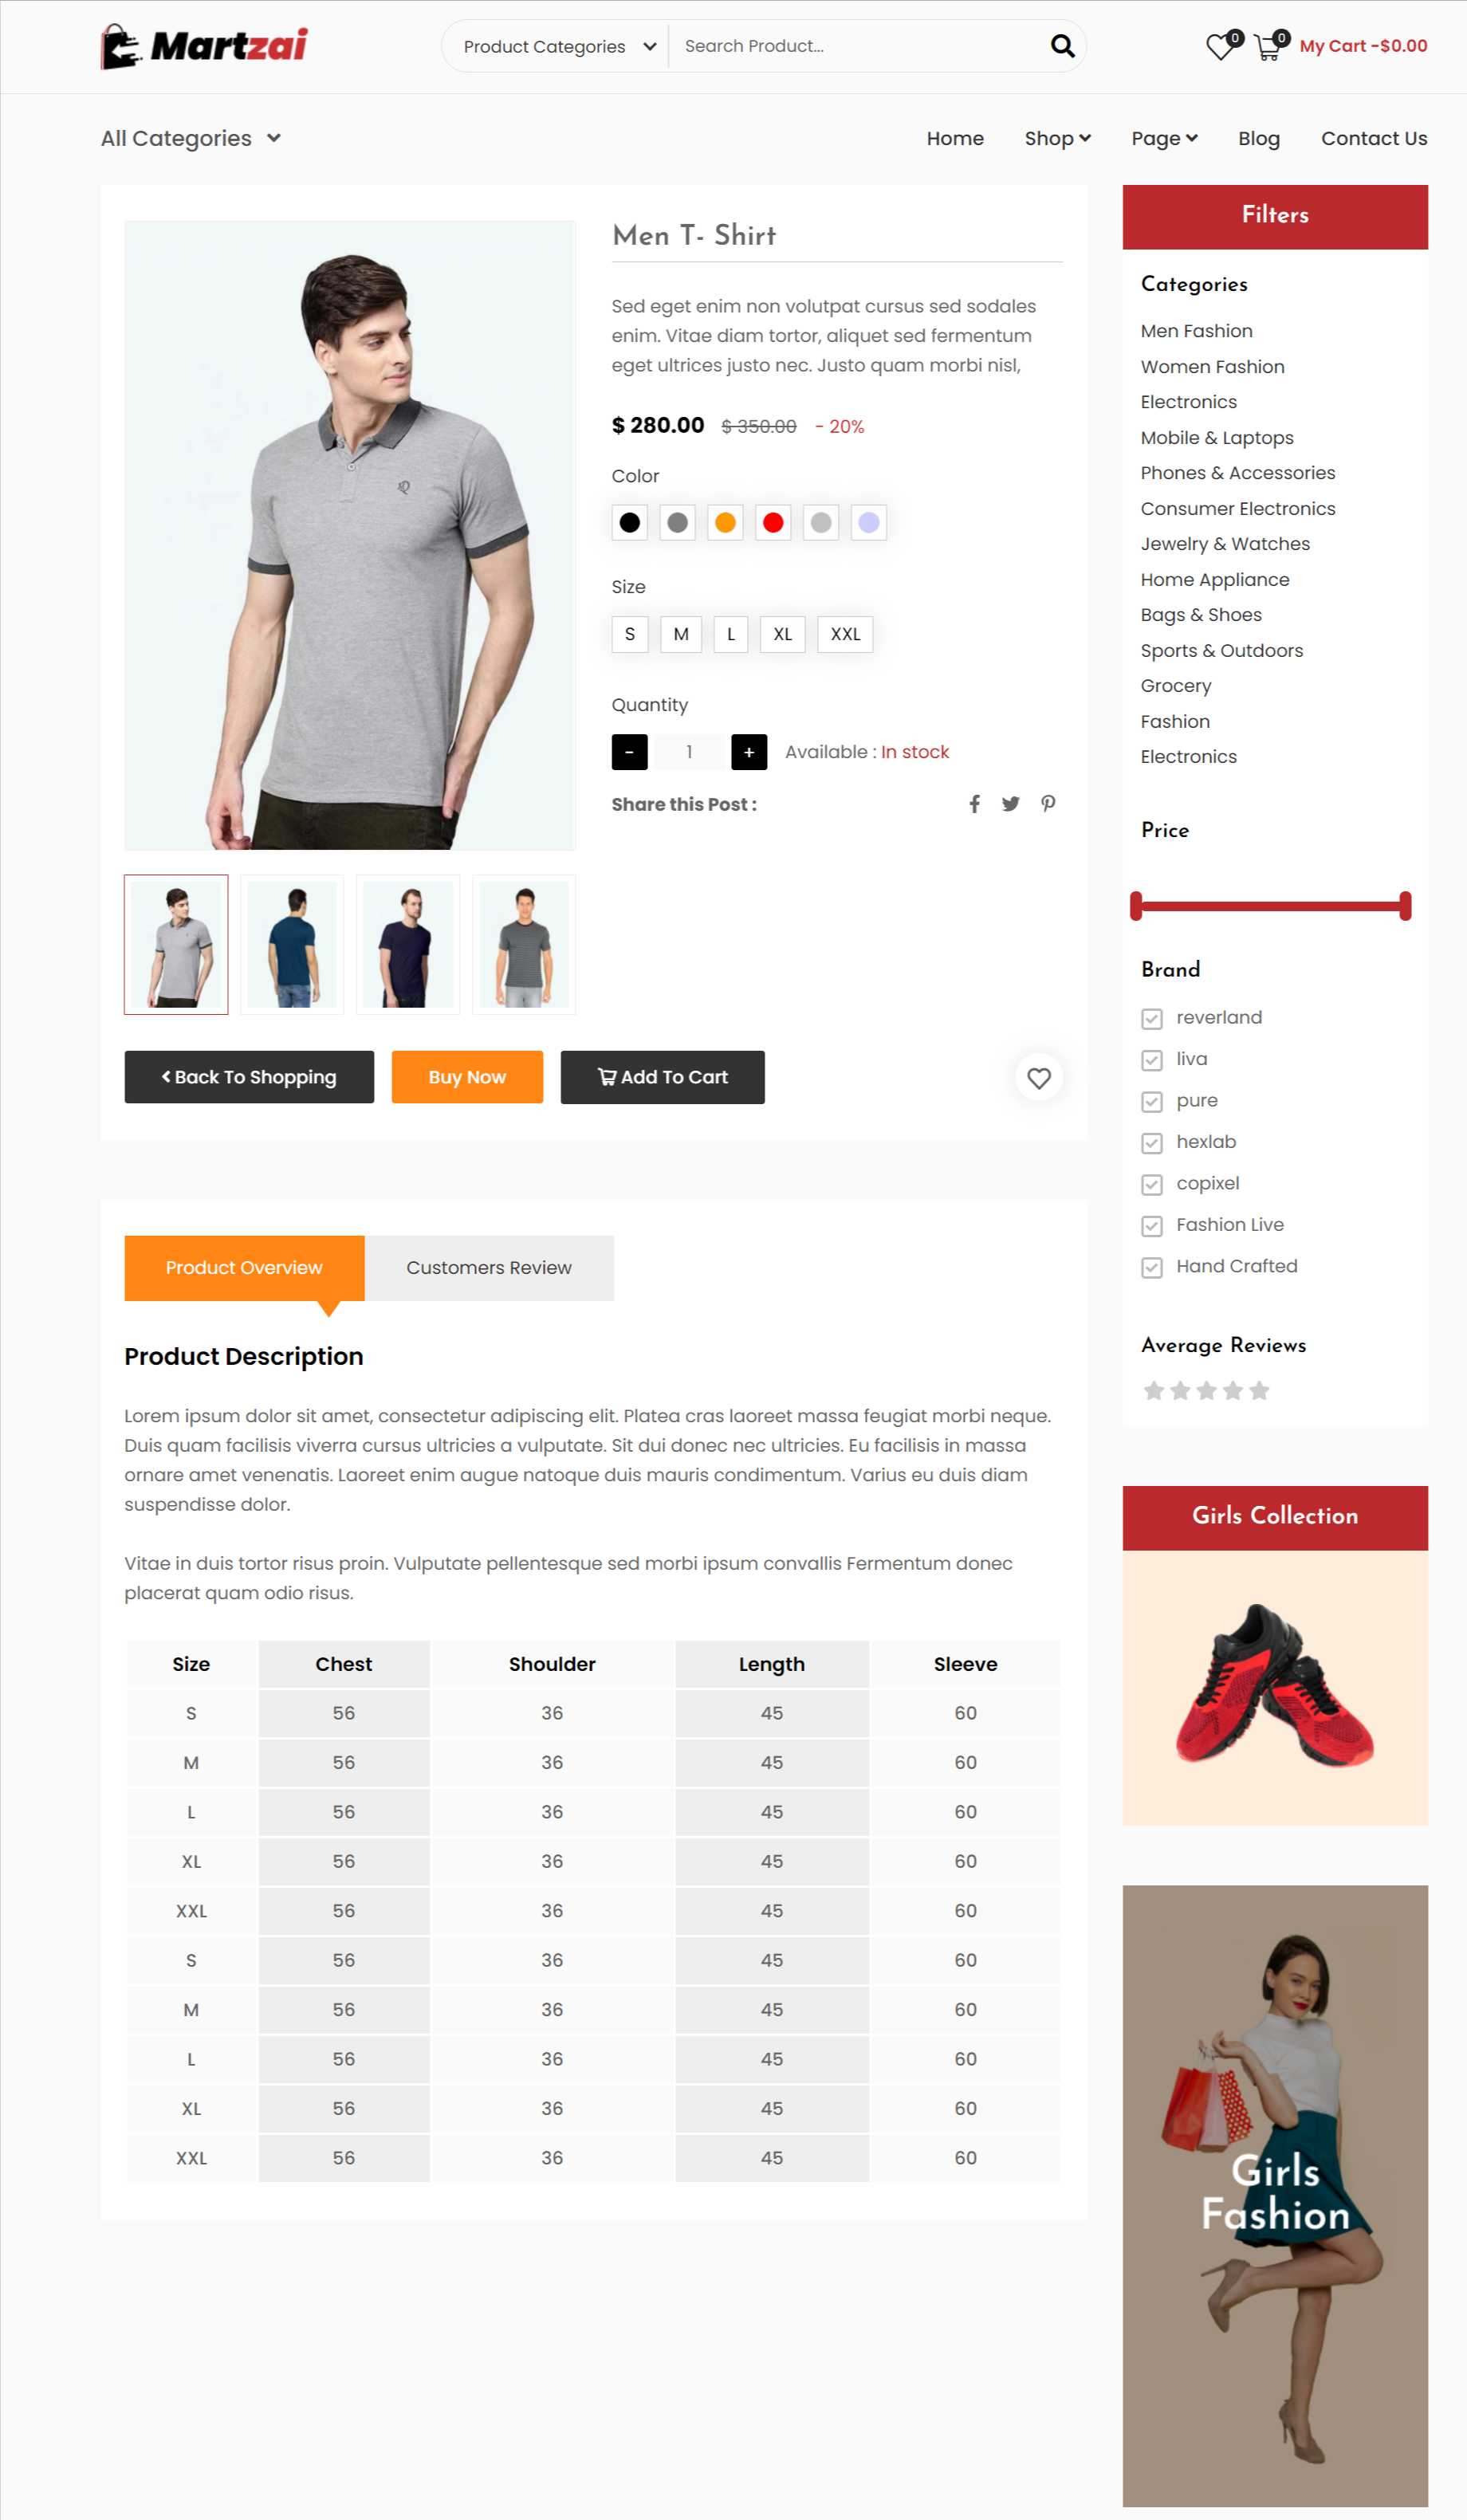 Martzai
Product Categories
Search Product...
0
0
My Cart -$0.00
All Categories
Home
Shop
Page
Blog
Contact Us
Men T- Shirt
Sed eget enim non volutpat cursus sed sodales
enim. Vitae diam tortor, aliquet sed fermentum
eget ultrices justo nec. Justo quam morbi nisl,
$ 280.00 $ 350.00 - 20%
Color
Size
S M L XL XXL
Quantity
- 1 + Available : In stock
Share this Post :
Back To Shopping
Buy Now
Add To Cart
Product Overview
Customers Review
Product Description
Lorem ipsum dolor sit amet, consectetur adipiscing elit. Platea cras laoreet massa feugiat morbi neque.
Duis quam facilisis viverra cursus ultricies a vulputate. Sit dui donec nec ultricies. Eu facilisis in massa
ornare amet venenatis. Laoreet enim augue natoque duis mauris condimentum. Varius eu duis diam
suspendisse dolor.
Vitae in duis tortor risus proin. Vulputate pellentesque sed morbi ipsum convallis Fermentum donec
placerat quam odio risus.
Size Chest Shoulder Length Sleeve
S 56 36 45 60
M 56 36 45 60
L 56 36 45 60
XL 56 36 45 60
XXL 56 36 45 60
S 56 36 45 60
M 56 36 45 60
L 56 36 45 60
XL 56 36 45 60
XXL 56 36 45 60
Filters
Categories
Men Fashion
Women Fashion
Electronics
Mobile & Laptops
Phones & Accessories
Consumer Electronics
Jewelry & Watches
Home Appliance
Bags & Shoes
Sports & Outdoors
Grocery
Fashion
Electronics
Price
Brand
reverland
liva
pure
hexlab
copixel
Fashion Live
Hand Crafted
Average Reviews
Girls Collection
Girls
Fashion